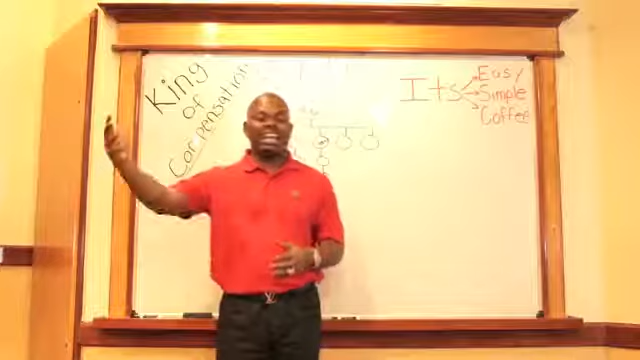 King
of
Compensation
Its
Easy
Simple
Coffee